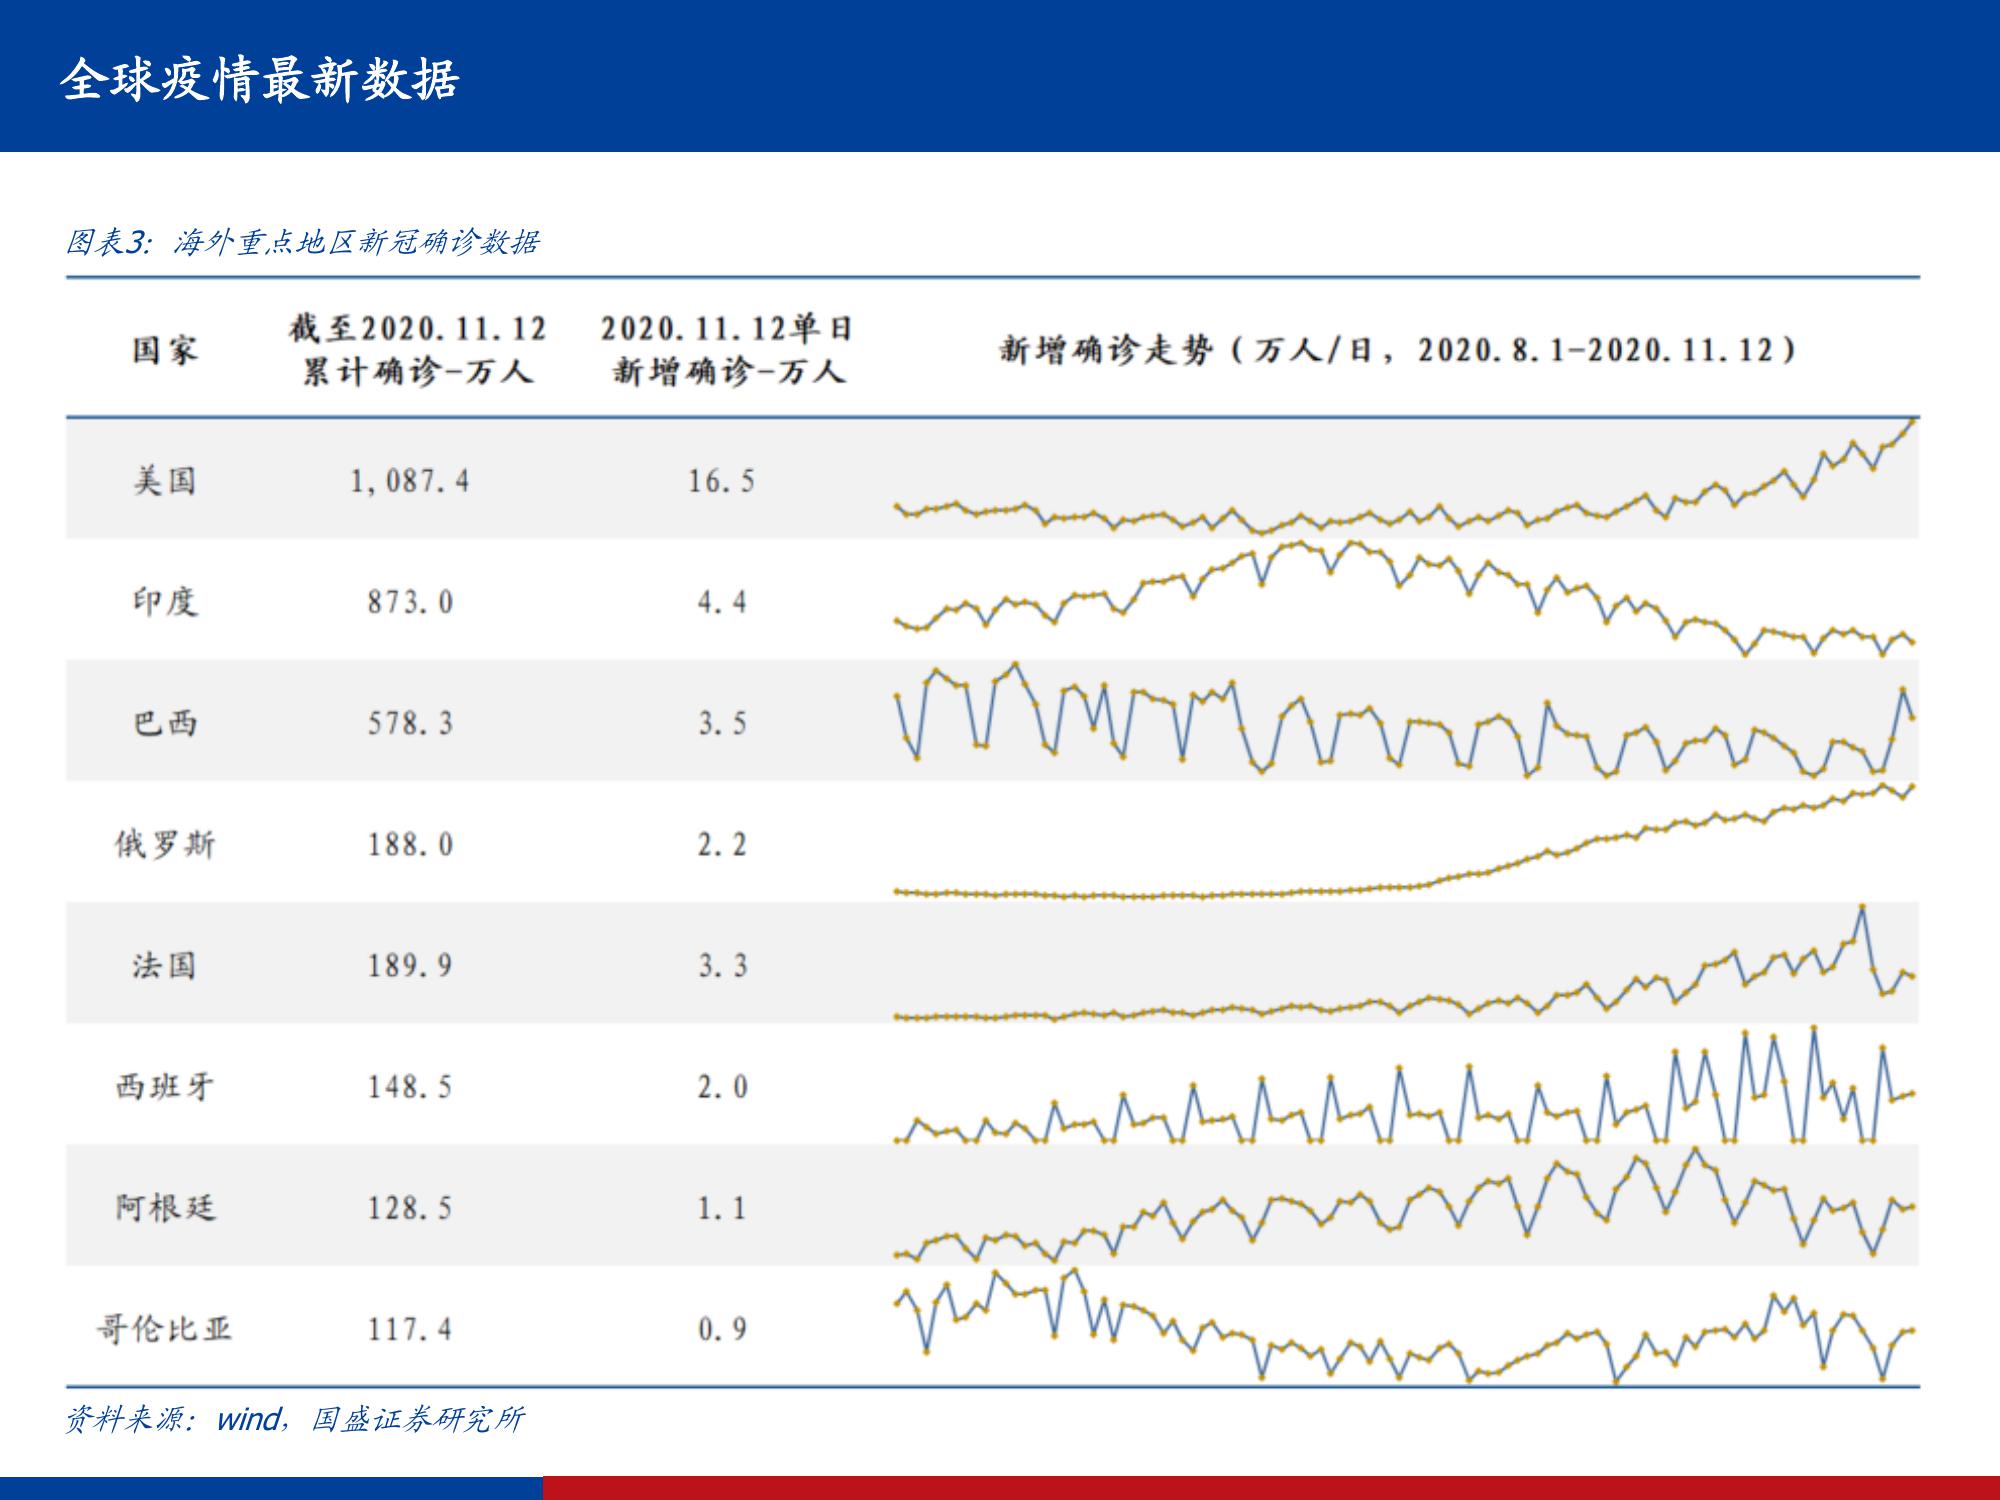 全球疫情最新数据
图表3：海外重点地区新冠确诊数据
国家 截至2020.11.12 累计确诊-万人 2020.11.12单日 新增确诊-万人 新增确诊走势（万人/日，2020.8.1-2020.11.12）
美国 1,087.4 16.5
印度 873.0 4.4
巴西 578.3 3.5
俄罗斯 188.0 2.2
法国 189.9 3.3
西班牙 148.5 2.0
阿根廷 128.5 1.1
哥伦比亚 117.4 0.9
资料来源：wind，国盛证券研究所